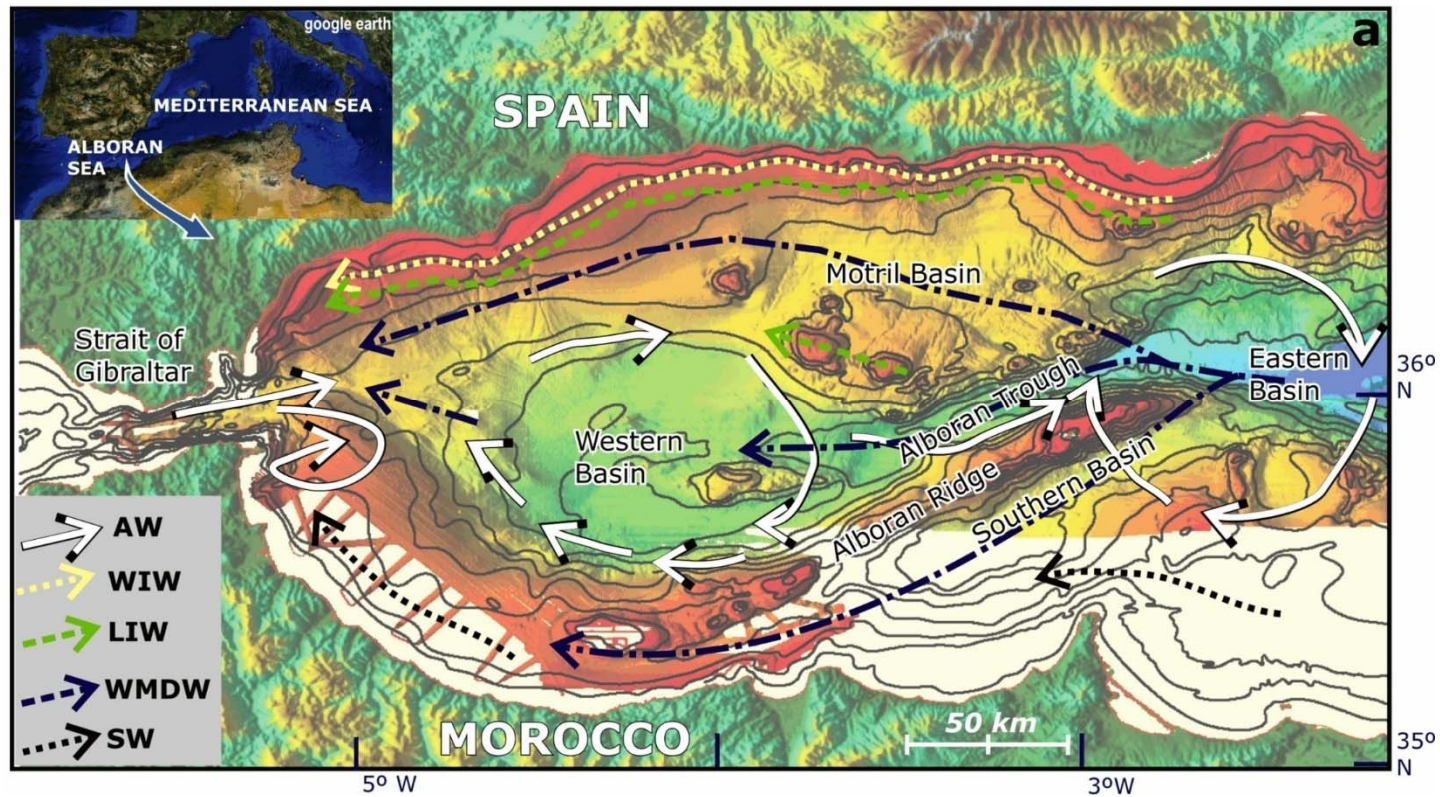 google earth
a
MEDITERRANEAN SEA
ALBORAN
SEA
SPAIN
Motril Basin
Strait of
Gibraltar
Eastern
Basin
36º
N
Western
Basin
Alboran Trough
Alboran Ridge
Southern Basin
AW
WIW
LIW
WMDW
SW
MOROCCO
50 km
35º
N
5º W
3ºW